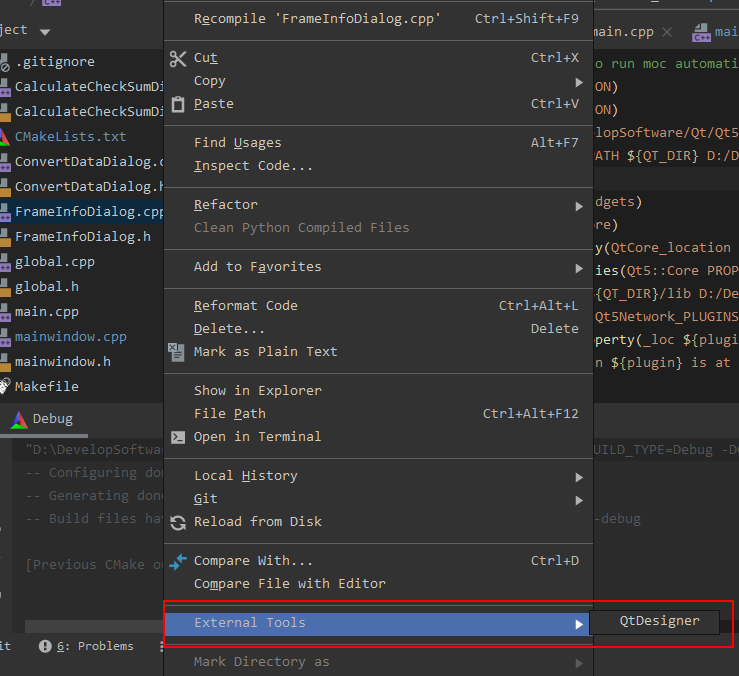 ject
.gitignore
CalculateCheckSumDi
CalculateCheckSumDi
CMakeLists.txt
ConvertDataDialog.c
ConvertDataDialog.h
FrameInfoDialog.cpp
FrameInfoDialog.h
global.cpp
global.h
main.cpp
mainwindow.cpp
mainwindow.h
Makefile
Debug
"D:\DevelopSoftwa
-- Configuring don
-- Generating done
-- Build files hav
[Previous CMake ou
it
6: Problems
Recompile 'FrameInfoDialog.cpp' Ctrl+Shift+F9
Cut Ctrl+X
Copy
Paste Ctrl+V
Find Usages Alt+F7
Inspect Code...
Refactor
Clean Python Compiled Files
Add to Favorites
Reformat Code Ctrl+Alt+L
Delete... Delete
Mark as Plain Text
Show in Explorer
File Path Ctrl+Alt+F12
Open in Terminal
Local History
Git
Reload from Disk
Compare With... Ctrl+D
Compare File with Editor
External Tools
QtDesigner
Mark Directory as
main.cpp
mai
o run moc automati
ON)
ON)
lopSoftware/Qt/Qt5
ATH ${QT_DIR} D:/D
dgets)
re)
y(QtCore_location
ies(Qt5::Core PROP
{QT_DIR}/lib D:/De
Qt5Network_PLUGINS
operty(_loc ${plugi
n ${plugin} is at
UILD_TYPE=Debug -D
-debug